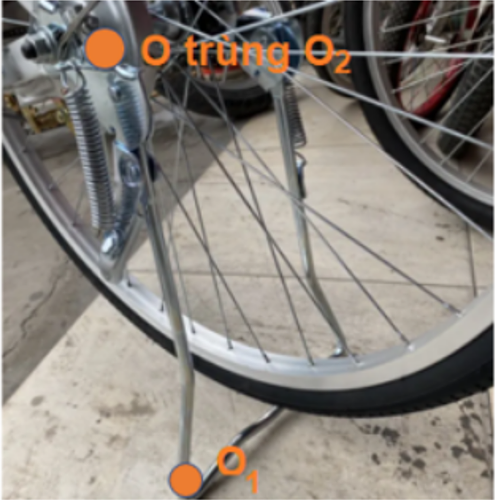 O trùng O₂
O₁